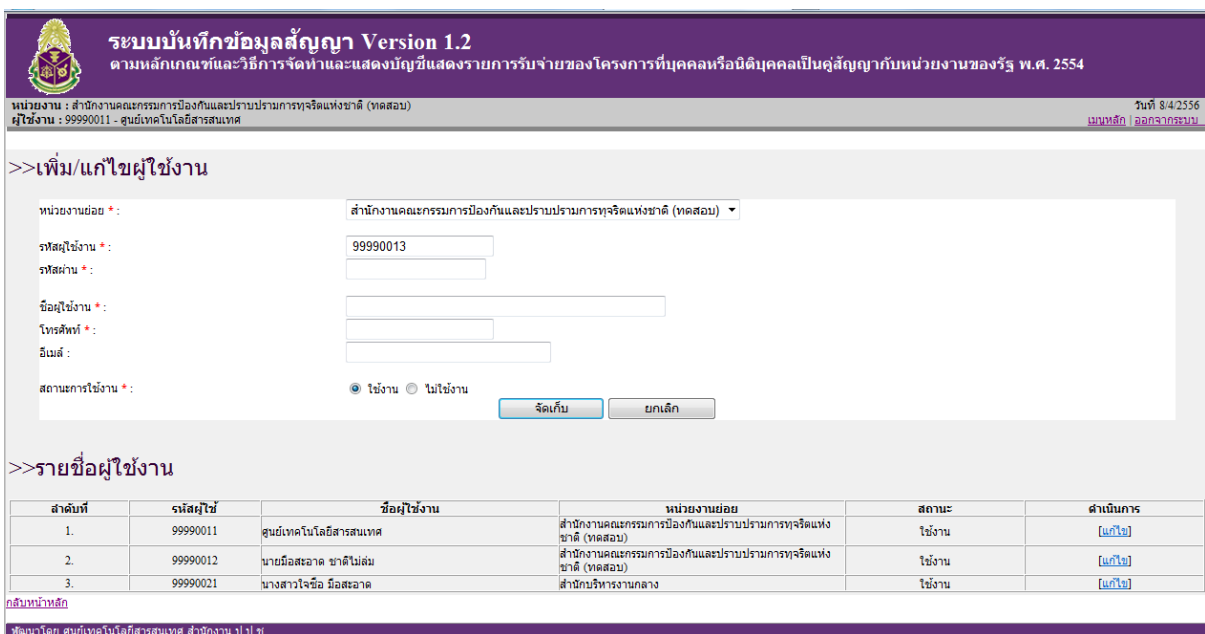 ระบบบันทึกข้อมูลสัญญา Version 1.2
ตามหลักเกณฑ์และวิธีการจัดทำและแสดงบัญชีแสดงรายการรับจ่ายของโครงการที่บุคคลหรือนิติบุคคลเป็นคู่สัญญากับหน่วยงานของรัฐ พ.ศ. 2554
หน่วยงาน : สำนักงานคณะกรรมการป้องกันและปราบปรามการทุจริตแห่งชาติ (ทดสอบ) วันที่ 8/4/2556
ผู้ใช้งาน : 99990011 - ศูนย์เทคโนโลยีสารสนเทศ เมนูหลัก | ออกจากระบบ
>>เพิ่ม/แก้ไขผู้ใช้งาน
หน่วยงานย่อย * : สำนักงานคณะกรรมการป้องกันและปราบปรามการทุจริตแห่งชาติ (ทดสอบ)
รหัสผู้ใช้งาน * : 99990013
รหัสผ่าน * :
ชื่อผู้ใช้งาน * :
โทรศัพท์ * :
อีเมล์ :
สถานะการใช้งาน * : ใช้งาน ไม่ใช้งาน
จัดเก็บ ยกเลิก
>>รายชื่อผู้ใช้งาน
ลำดับที่ รหัสผู้ใช้ ชื่อผู้ใช้งาน หน่วยงานย่อย สถานะ ดำเนินการ
1. 99990011 ศูนย์เทคโนโลยีสารสนเทศ สำนักงานคณะกรรมการป้องกันและปราบปรามการทุจริตแห่งชาติ (ทดสอบ) ใช้งาน [แก้ไข]
2. 99990012 นายมือสะอาด ชาติไม่ล่ม สำนักงานคณะกรรมการป้องกันและปราบปรามการทุจริตแห่งชาติ (ทดสอบ) ใช้งาน [แก้ไข]
3. 99990021 นางสาวใจซื่อ มือสะอาด สำนักบริหารงานกลาง ใช้งาน [แก้ไข]
กลับหน้าหลัก
พัฒนาโดย ศูนย์เทคโนโลยีสารสนเทศ สำนักงาน ป.ป.ช.